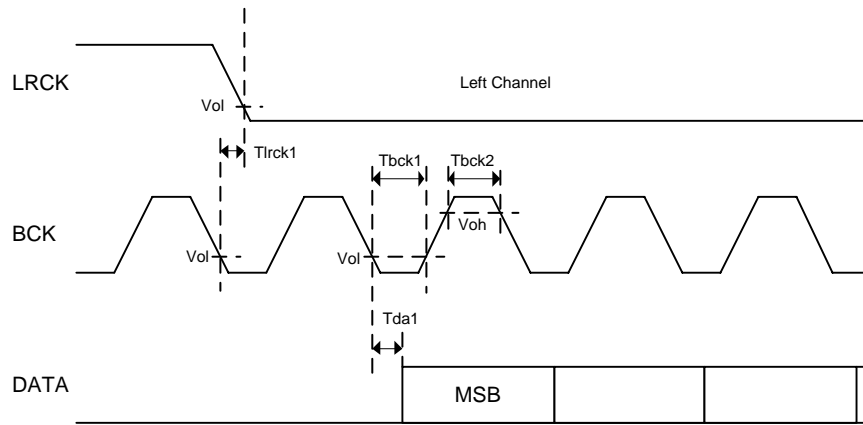 LRCK
Left Channel
Vol
Tlrck1
Tbck1
Tbck2
BCK
Voh
Vol
Vol
Tda1
DATA
MSB